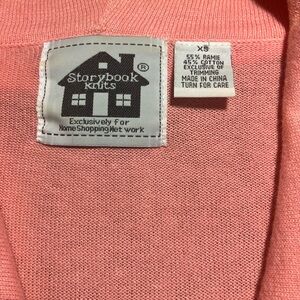 Storybook
knits
®
Exclusively for
Home Shopping Network
XS
55% RAMIE
45% COTTON
EXCLUSIVE OF
TRIMMING
MADE IN CHINA
TURN FOR CARE